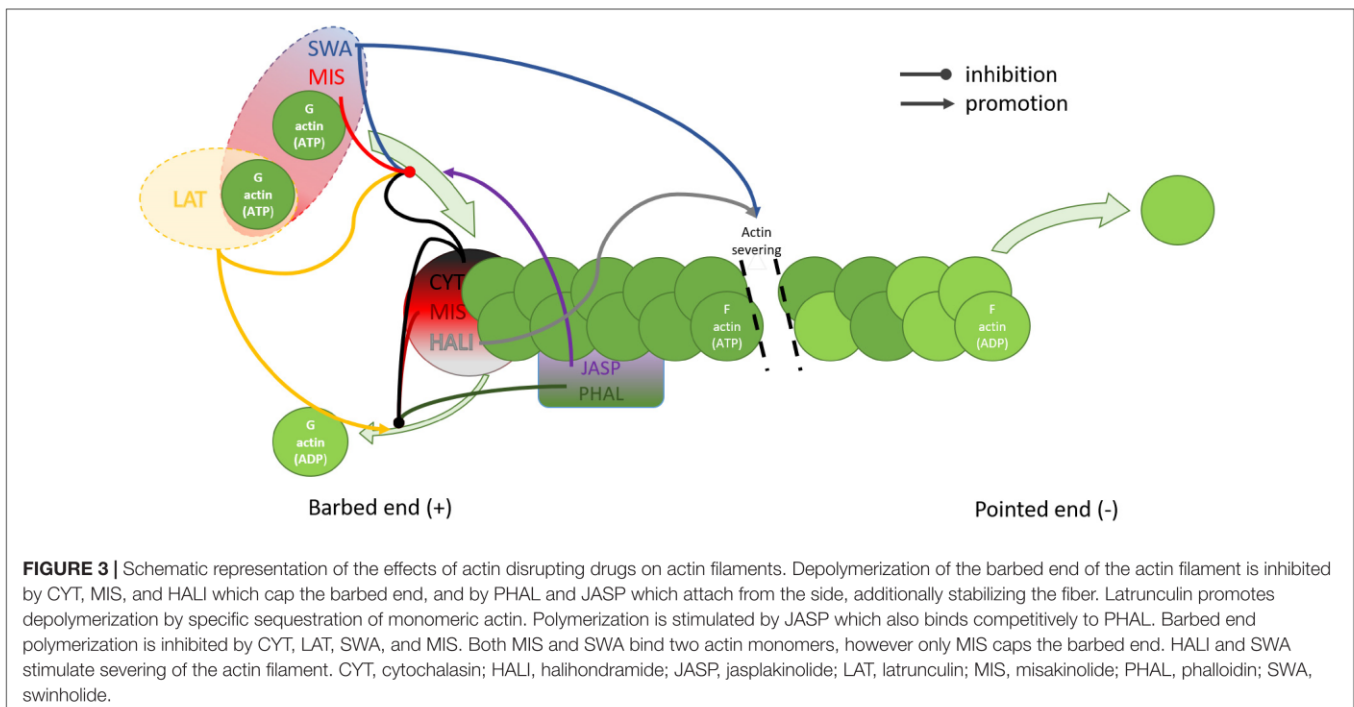 SWA
MIS
G
actin
(ATP)
LAT
G
actin
(ATP)
inhibition
promotion
CYT
MIS
HALI
Actin
severing
F
actin
(ATP)
F
actin
(ADP)
JASP
PHAL
G
actin
(ADP)
Barbed end (+)
Pointed end (-)
FIGURE 3 | Schematic representation of the effects of actin disrupting drugs on actin filaments. Depolymerization of the barbed end of the actin filament is inhibited
by CYT, MIS, and HALI which cap the barbed end, and by PHAL and JASP which attach from the side, additionally stabilizing the fiber. Latrunculin promotes
depolymerization by specific sequestration of monomeric actin. Polymerization is stimulated by JASP which also binds competitively to PHAL. Barbed end
polymerization is inhibited by CYT, LAT, SWA, and MIS. Both MIS and SWA bind two actin monomers, however only MIS caps the barbed end. HALI and SWA
stimulate severing of the actin filament. CYT, cytochalasin; HALI, halihondramide; JASP, jasplakinolide; LAT, latrunculin; MIS, misakinolide; PHAL, phalloidin; SWA,
swinholide.